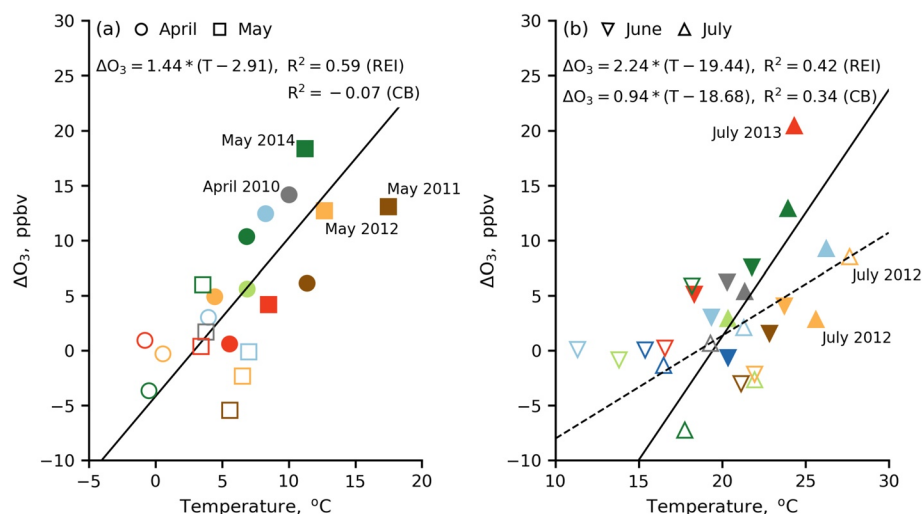 (a) April May
ΔO₃=1.44*(T−2.91), R²=0.59 (REI)
R²=−0.07 (CB)
May 2014
April 2010
May 2011
May 2012
30
25
20
15
10
5
0
−5
−10
−5 0 5 10 15 20
ΔO₃, ppbv
Temperature, °C
(b) June July
ΔO₃=2.24*(T−19.44), R²=0.42 (REI)
ΔO₃=0.94*(T−18.68), R²=0.34 (CB)
July 2013
July 2012
July 2012
30
25
20
15
10
5
0
−5
−10
10 15 20 25 30
ΔO₃, ppbv
Temperature, °C